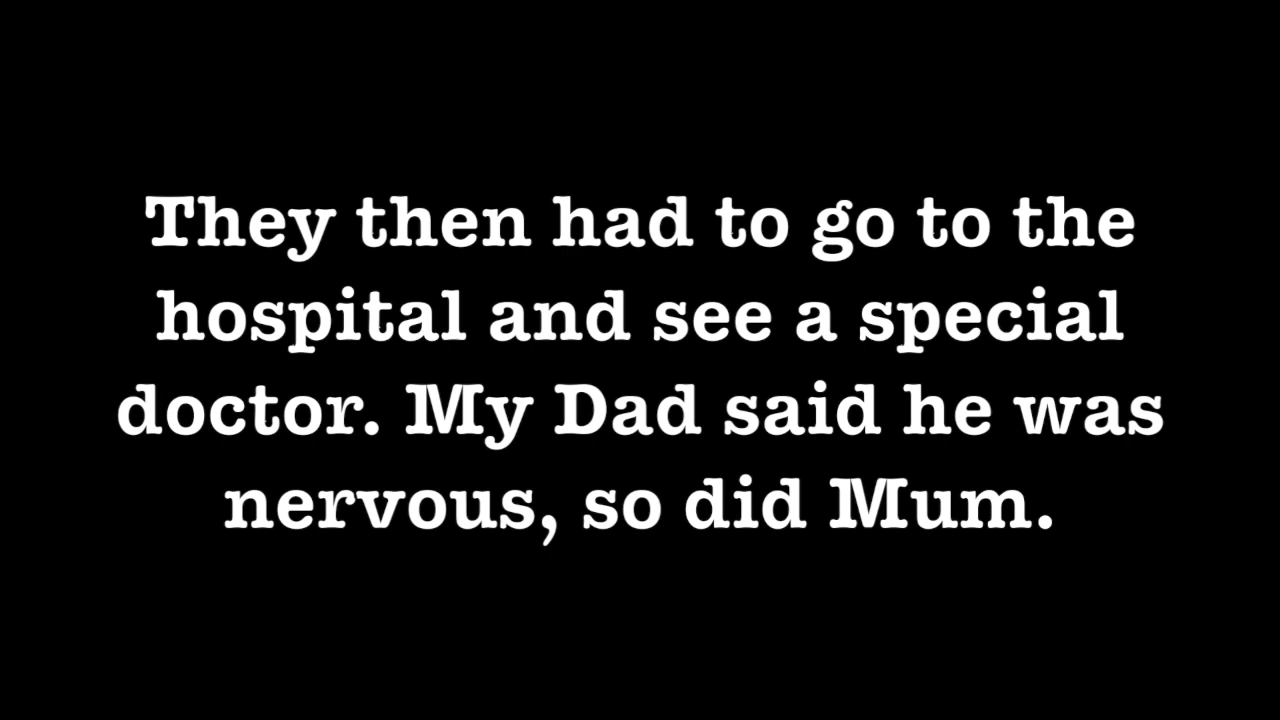 They then had to go to the
hospital and see a special
doctor. My Dad said he was
nervous, so did Mum.